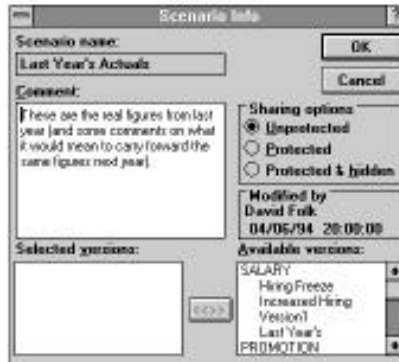 Scenario Info
?
Scenario name:
Last Year's Actuals
OK
Cancel
Comment:
These are the real figures from last
year (and some comments on what
it would mean to carry forward the
same figures next year).
Sharing options
Unprotected
Protected
Protected & hidden
Modified by
David Folk
04/06/94 20:00:00
Selected versions:
<<>>
Available versions:
SALARY
Hiring Freeze
Increased Hiring
Version1
Last Year's
PROMOTION